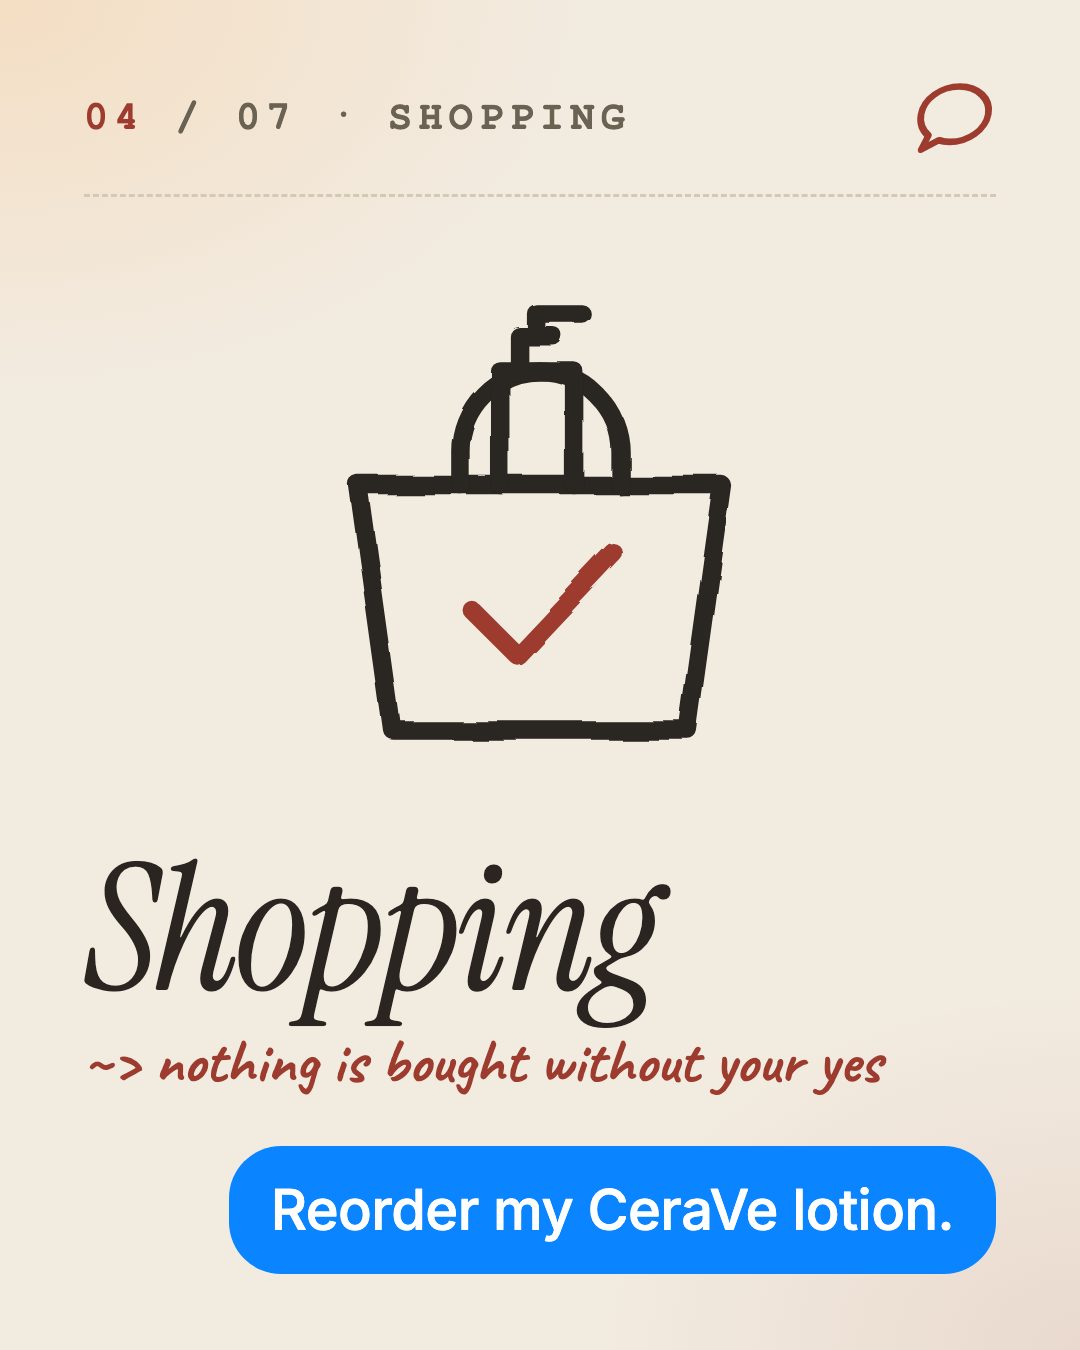 04 / 07 · SHOPPING
Shopping
~> nothing is bought without your yes
Reorder my CeraVe lotion.